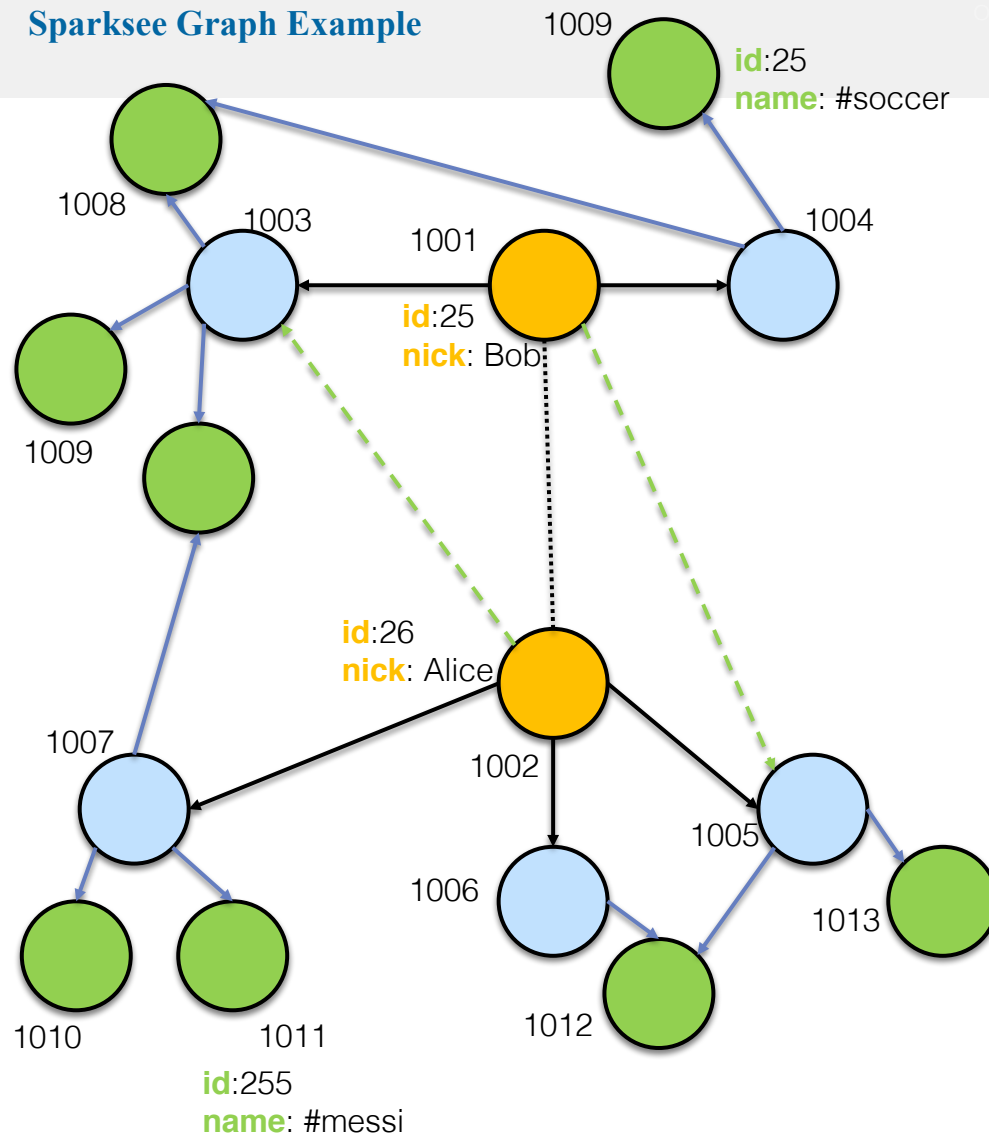 Sparksee Graph Example
1009
id:25
name: #soccer
1008
1003
1001
1004
id:25
nick: Bob
1009
id:26
nick: Alice
1007
1002
1005
1006
1013
1012
1010
1011
id:255
name: #messi